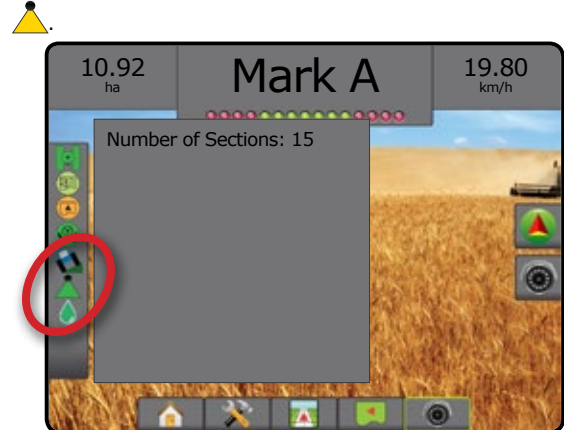 .
10.92
ha
Mark A
19.80
km/h
Number of Sections: 15